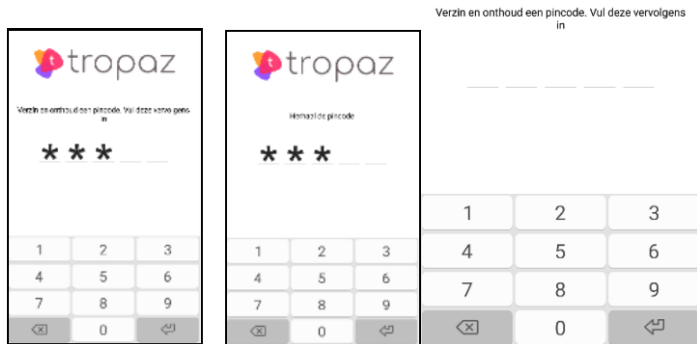 tropaz
Verzin en onthoud een pincode. Vul deze vervolgens
in
* * *
1 2 3
4 5 6
7 8 9
0
tropaz
Herhaal de pincode
* * *
1 2 3
4 5 6
7 8 9
0
Verzin en onthoud een pincode. Vul deze vervolgens
in
1 2 3
4 5 6
7 8 9
0